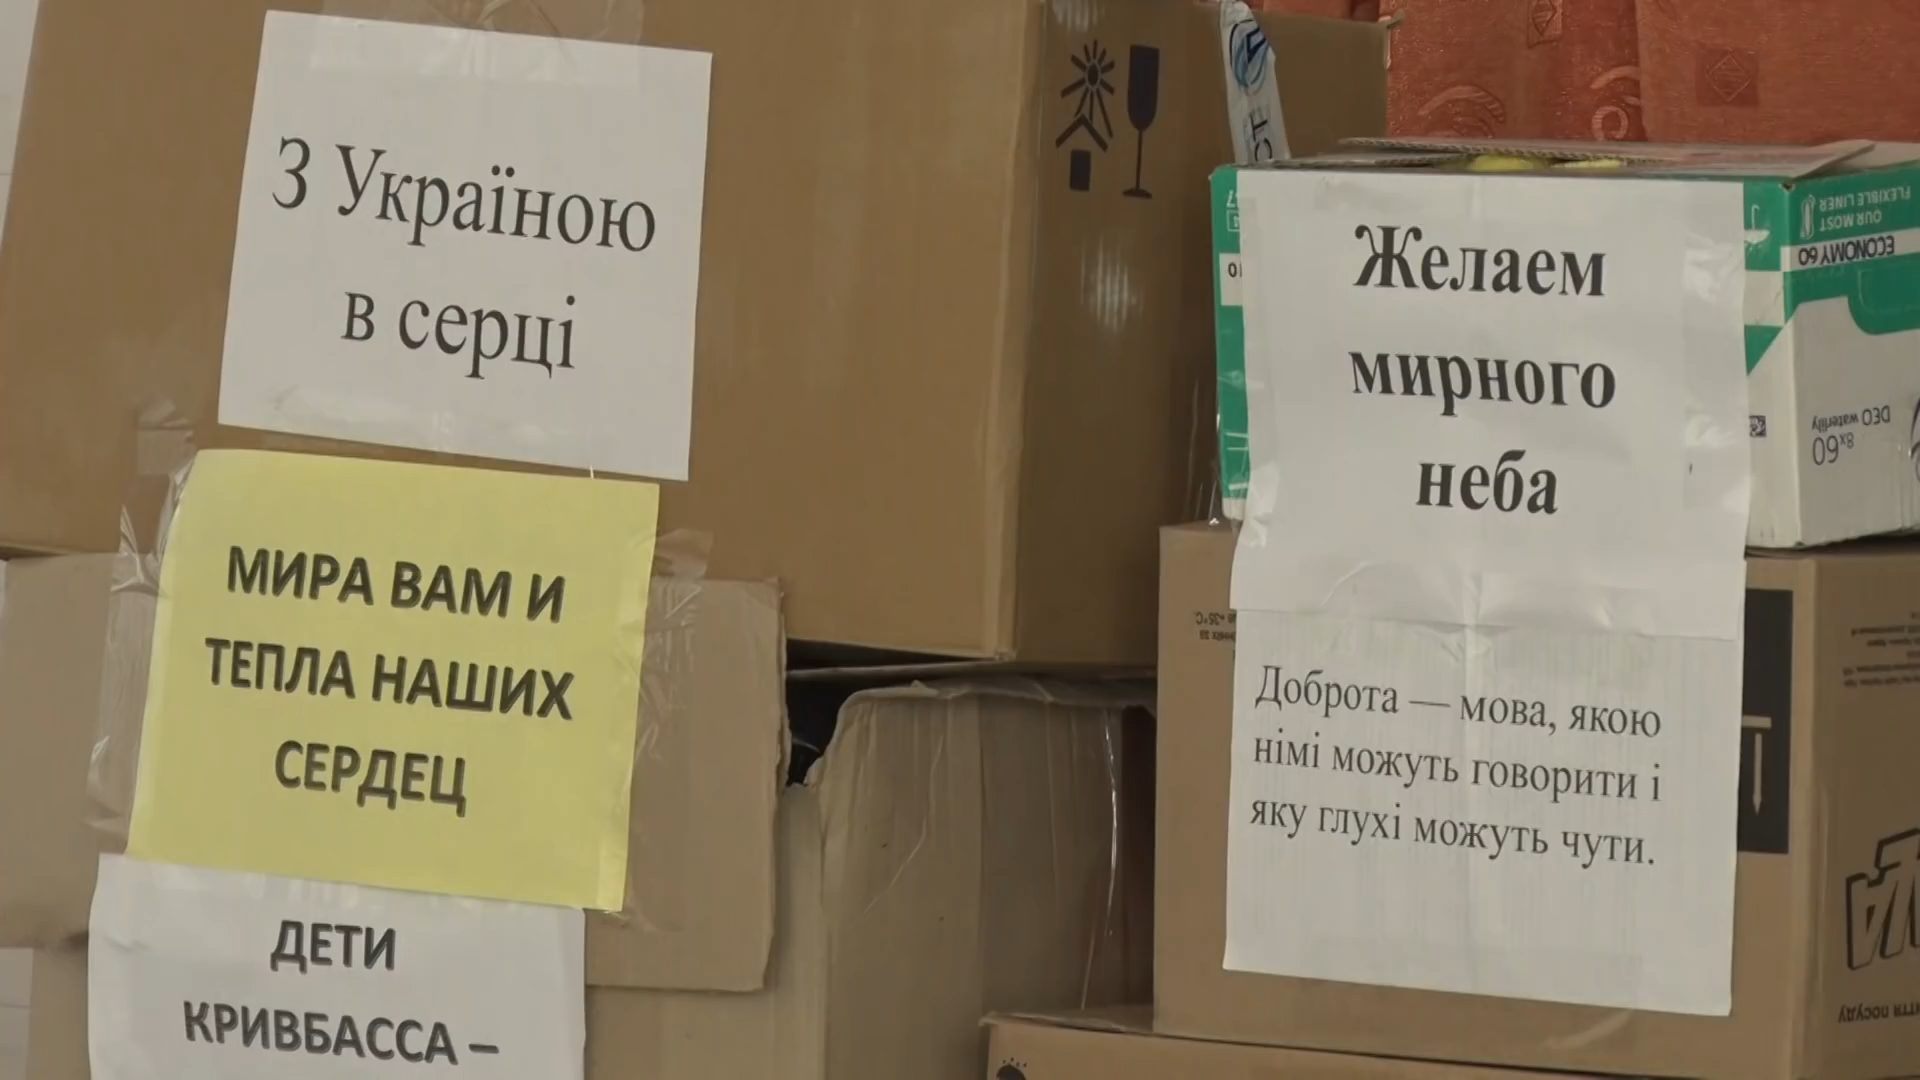 З Україною
в серці
МИРА ВАМ И
ТЕПЛА НАШИХ
СЕРДЕЦ
ДЕТИ
КРИВБАССА –
Желаем
мирного
неба
Доброта — мова, якою
німі можуть говорити і
яку глухі можуть чути.
OUR MOST
FLEXIBLE LINER
ECONOMY 60
DEO waterlily
8x60